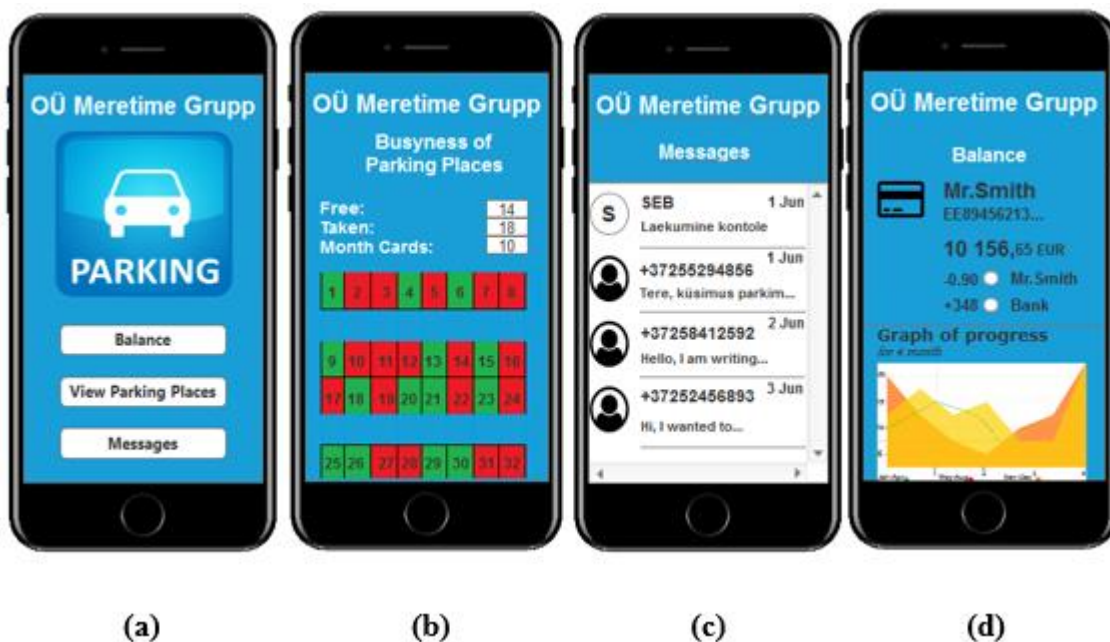 OÜ Meretime Grupp
PARKING
Balance
View Parking Places
Messages
(a)
OÜ Meretime Grupp
Busyness of
Parking Places
Free: 14
Taken: 18
Month Cards: 10
1 2 3 4 5 6 7 8
9 10 11 12 13 14 15 16
17 18 19 20 21 22 23 24
25 26 27 28 29 30 31 32
(b)
OÜ Meretime Grupp
Messages
S SEB 1 Jun
Laekumine kontole
+37255294856 1 Jun
Tere, küsimus parkim...
+37258412592 2 Jun
Hello, I am writing...
+37252456893 3 Jun
Hi, I wanted to...
(c)
OÜ Meretime Grupp
Balance
Mr.Smith
EE89456213...
10 156,65 EUR
-0.90 Mr.Smith
+348 Bank
Graph of progress
for a month
(d)